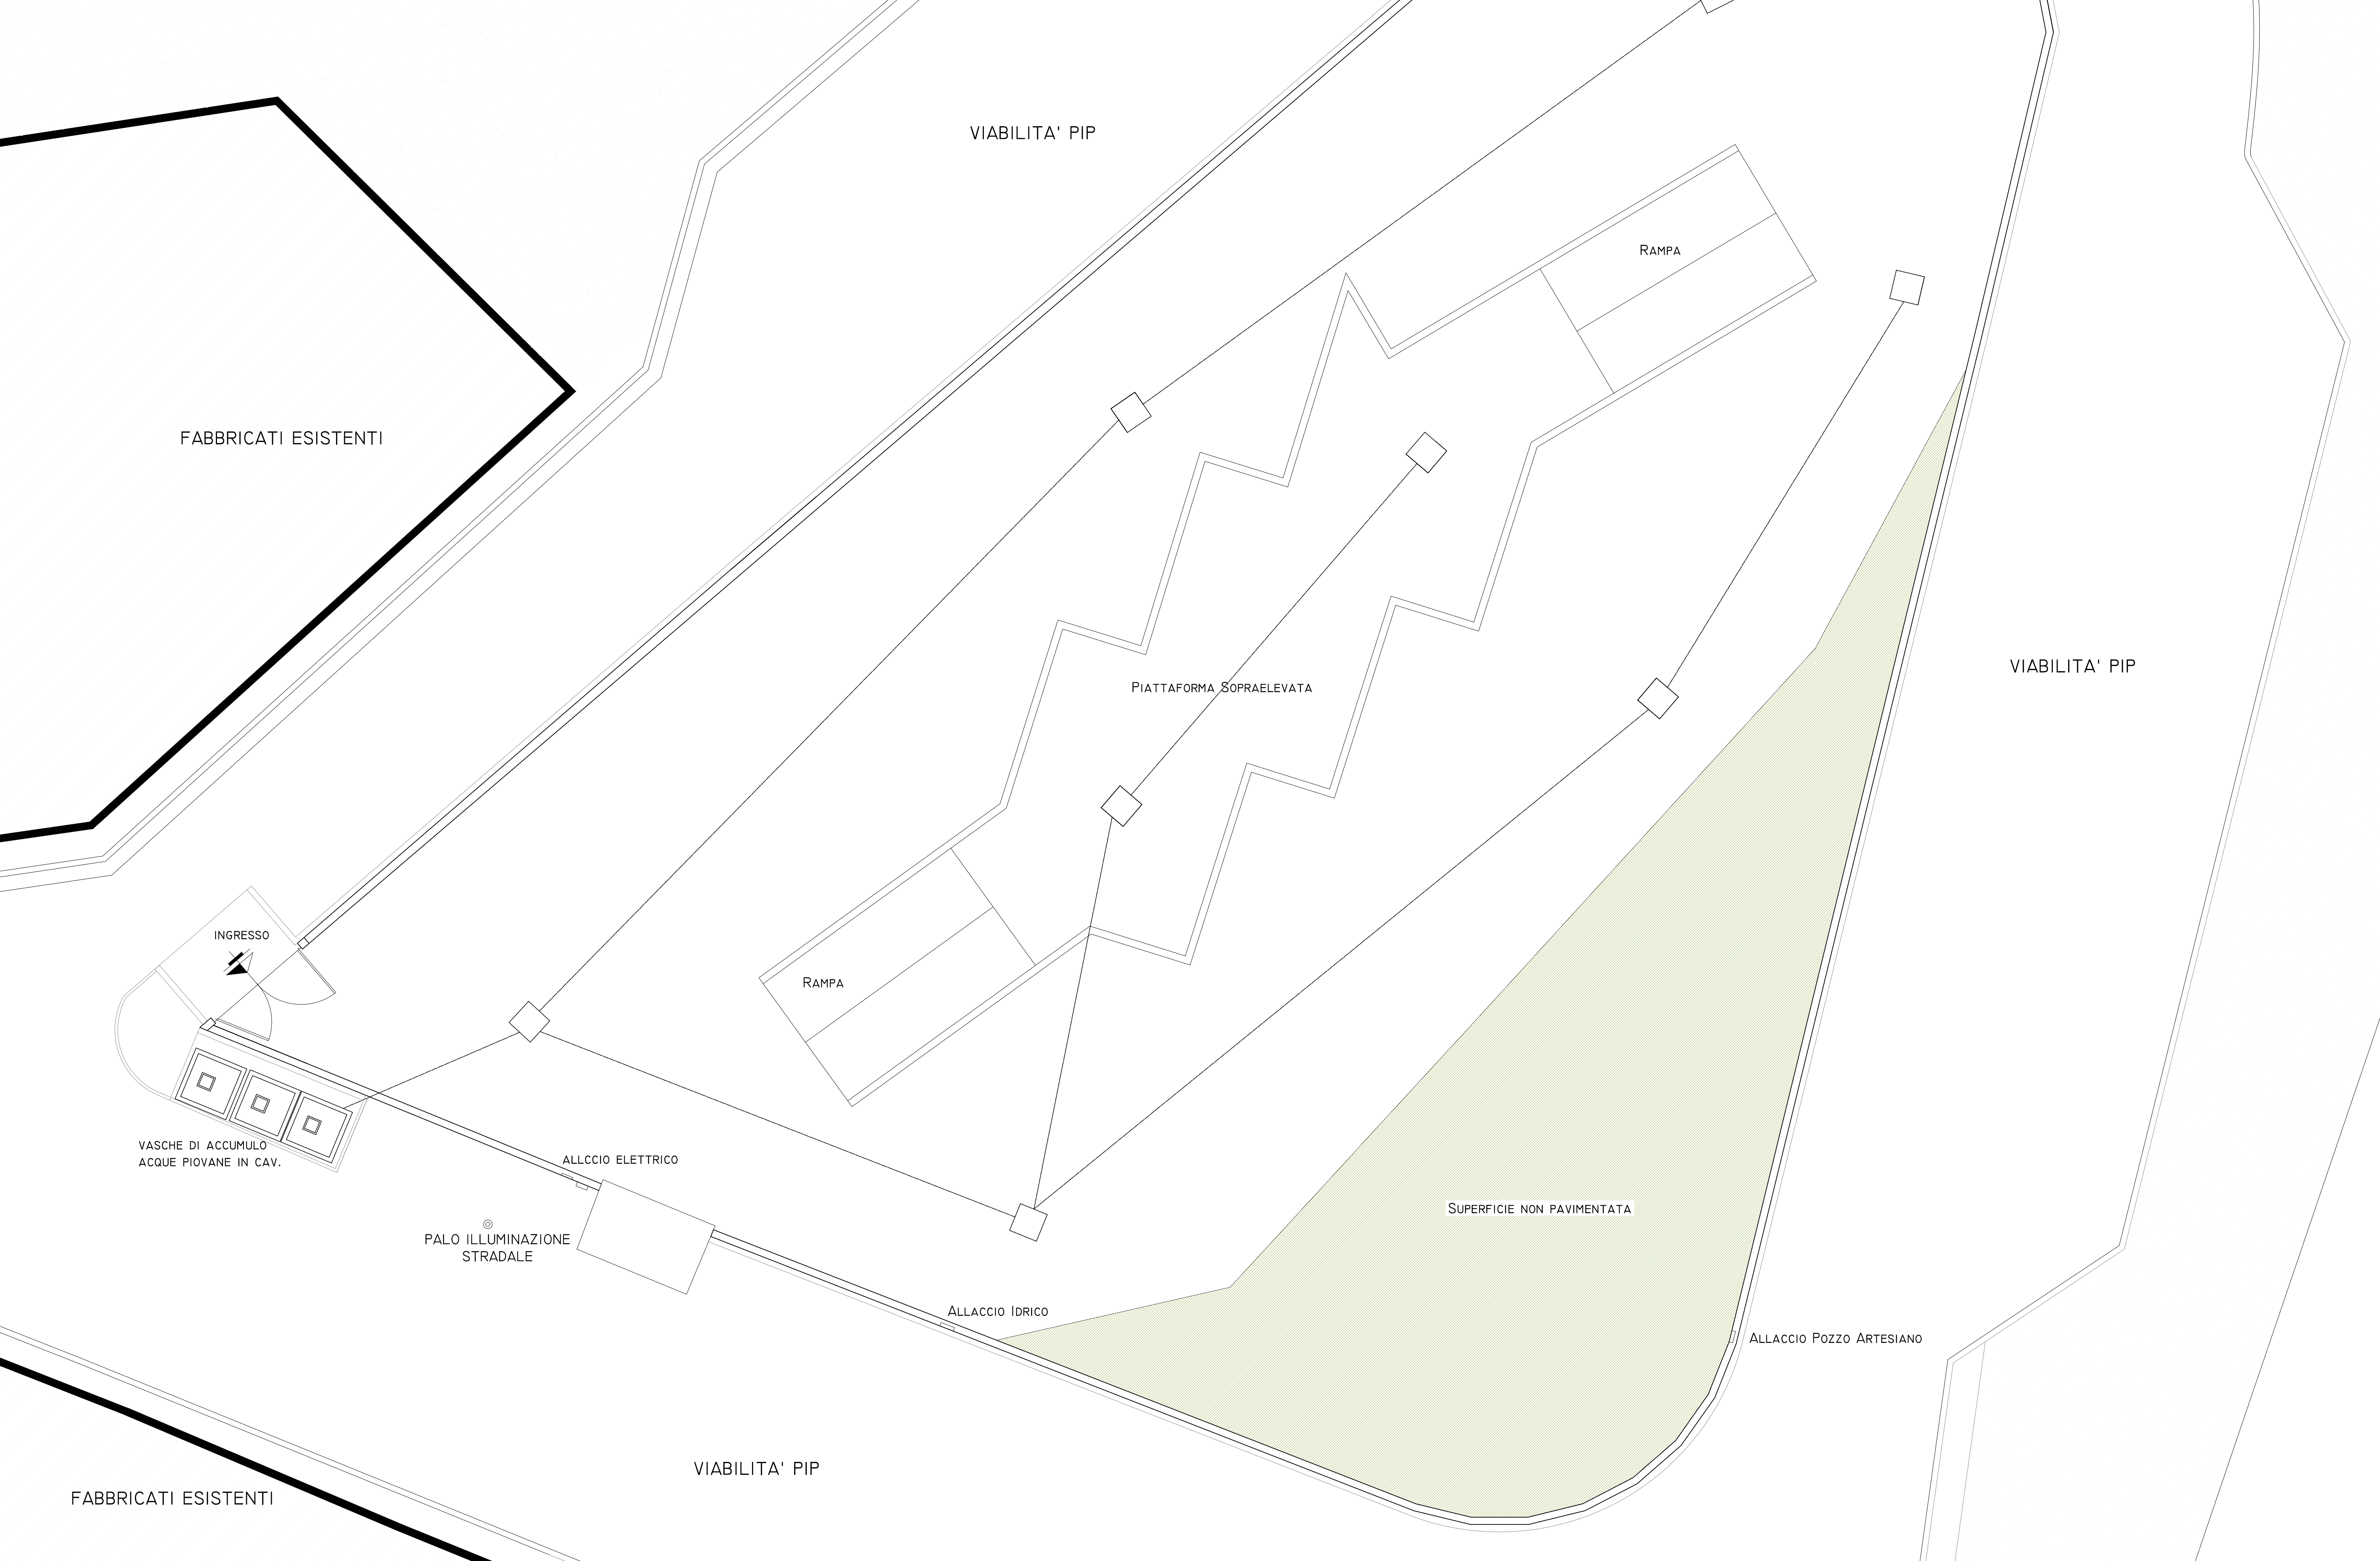 VIABILITA' PIP
RAMPA
FABBRICATI ESISTENTI
VIABILITA' PIP
PIATTAFORMA SOPRAELEVATA
INGRESSO
RAMPA
VASCHE DI ACCUMULO
ACQUE PIOVANE IN CAV.
ALLCCIO ELETTRICO
SUPERFICIE NON PAVIMENTATA
PALO ILLUMINAZIONE
STRADALE
ALLACCIO IDRICO
ALLACCIO POZZO ARTESIANO
VIABILITA' PIP
FABBRICATI ESISTENTI